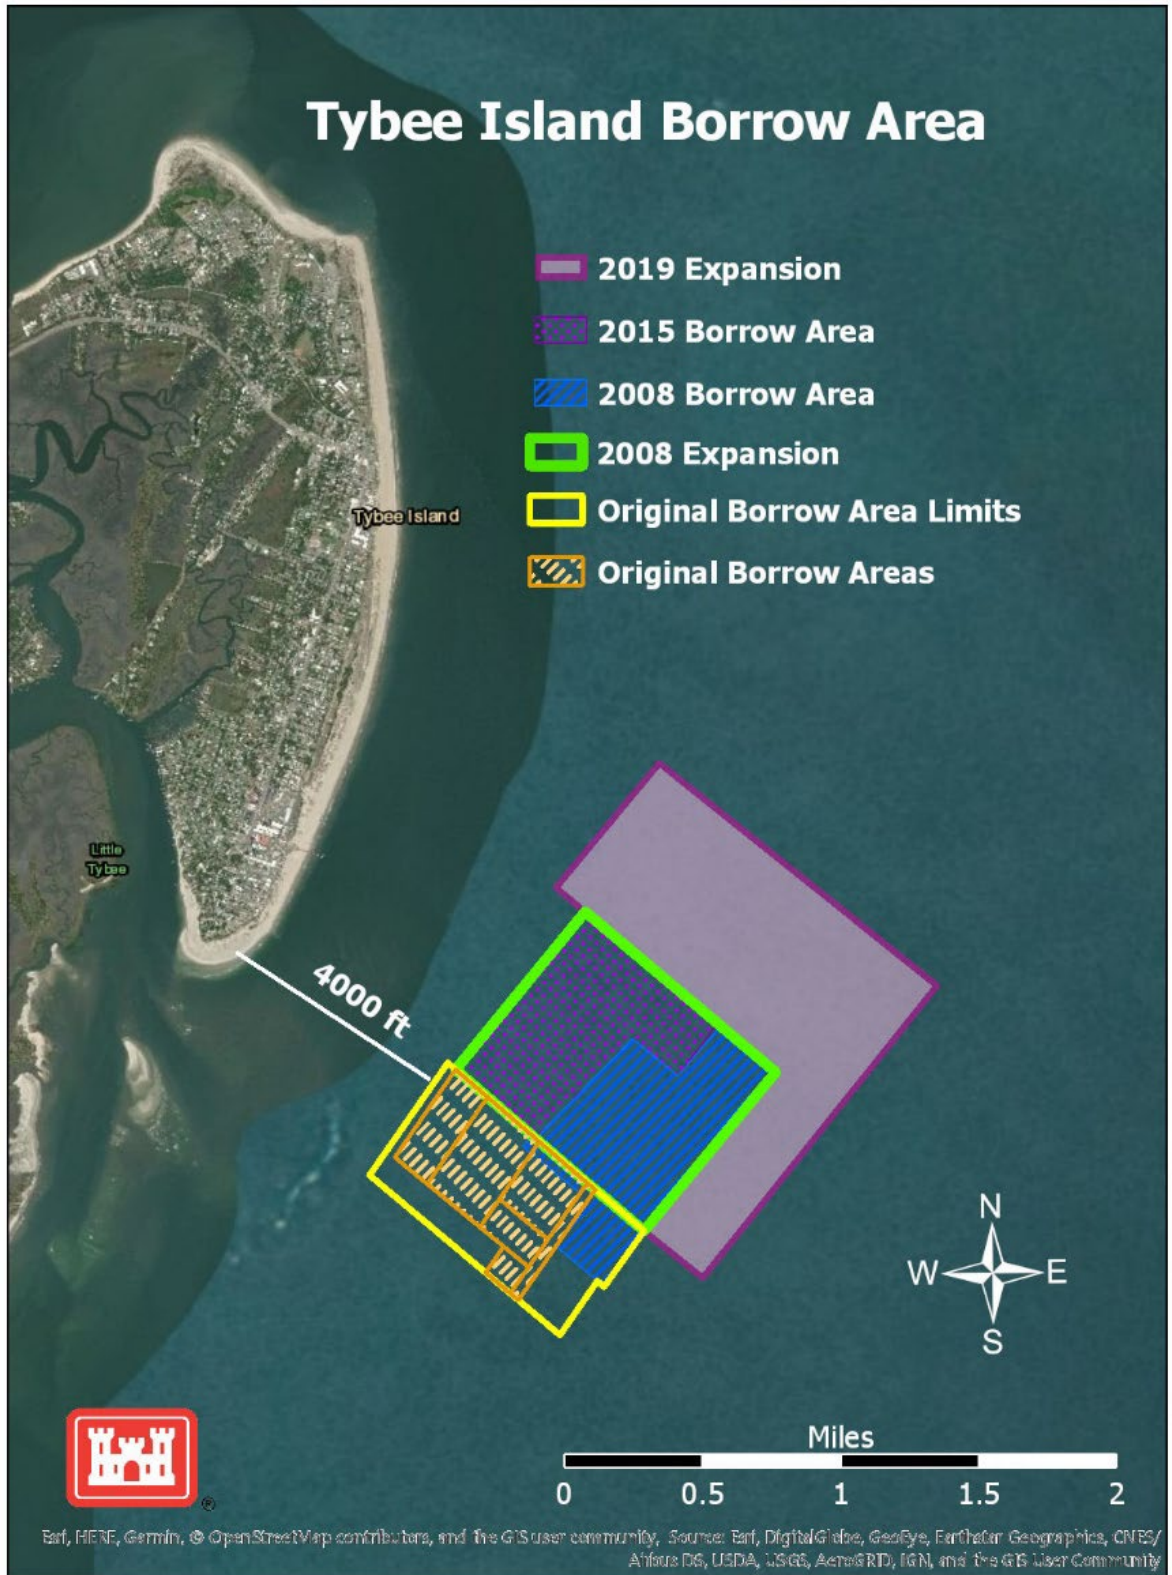 Tybee Island Borrow Area
2019 Expansion
2015 Borrow Area
2008 Borrow Area
2008 Expansion
Original Borrow Area Limits
Original Borrow Areas
Tybee Island
Little
Tybee
4000 ft
N
W
E
S
Miles
0 0.5 1 1.5 2
®
Esri, HERE, Garmin, © OpenStreetMap contributors, and the GIS user community, Source: Esri, DigitalGlobe, GeoEye, Earthstar Geographics, CNES/
Airbus DS, USDA, USGS, AeroGRID, IGN, and the GIS User Community